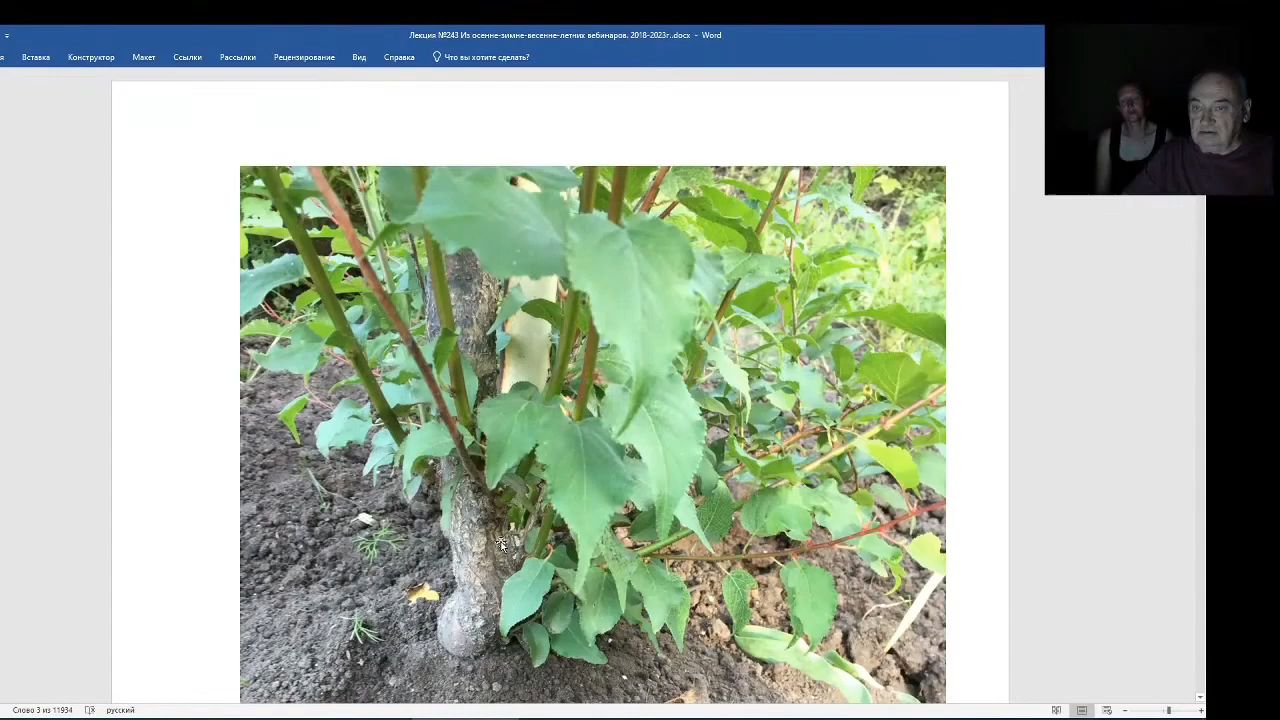 Лекция №243 Из осенне-зимне-весенне-летних вебинаров. 2018-2023г..docx - Word
я Вставка Конструктор Макет Ссылки Рассылки Рецензирование Вид Справка Что вы хотите сделать?
Слово 3 из 11934 русский